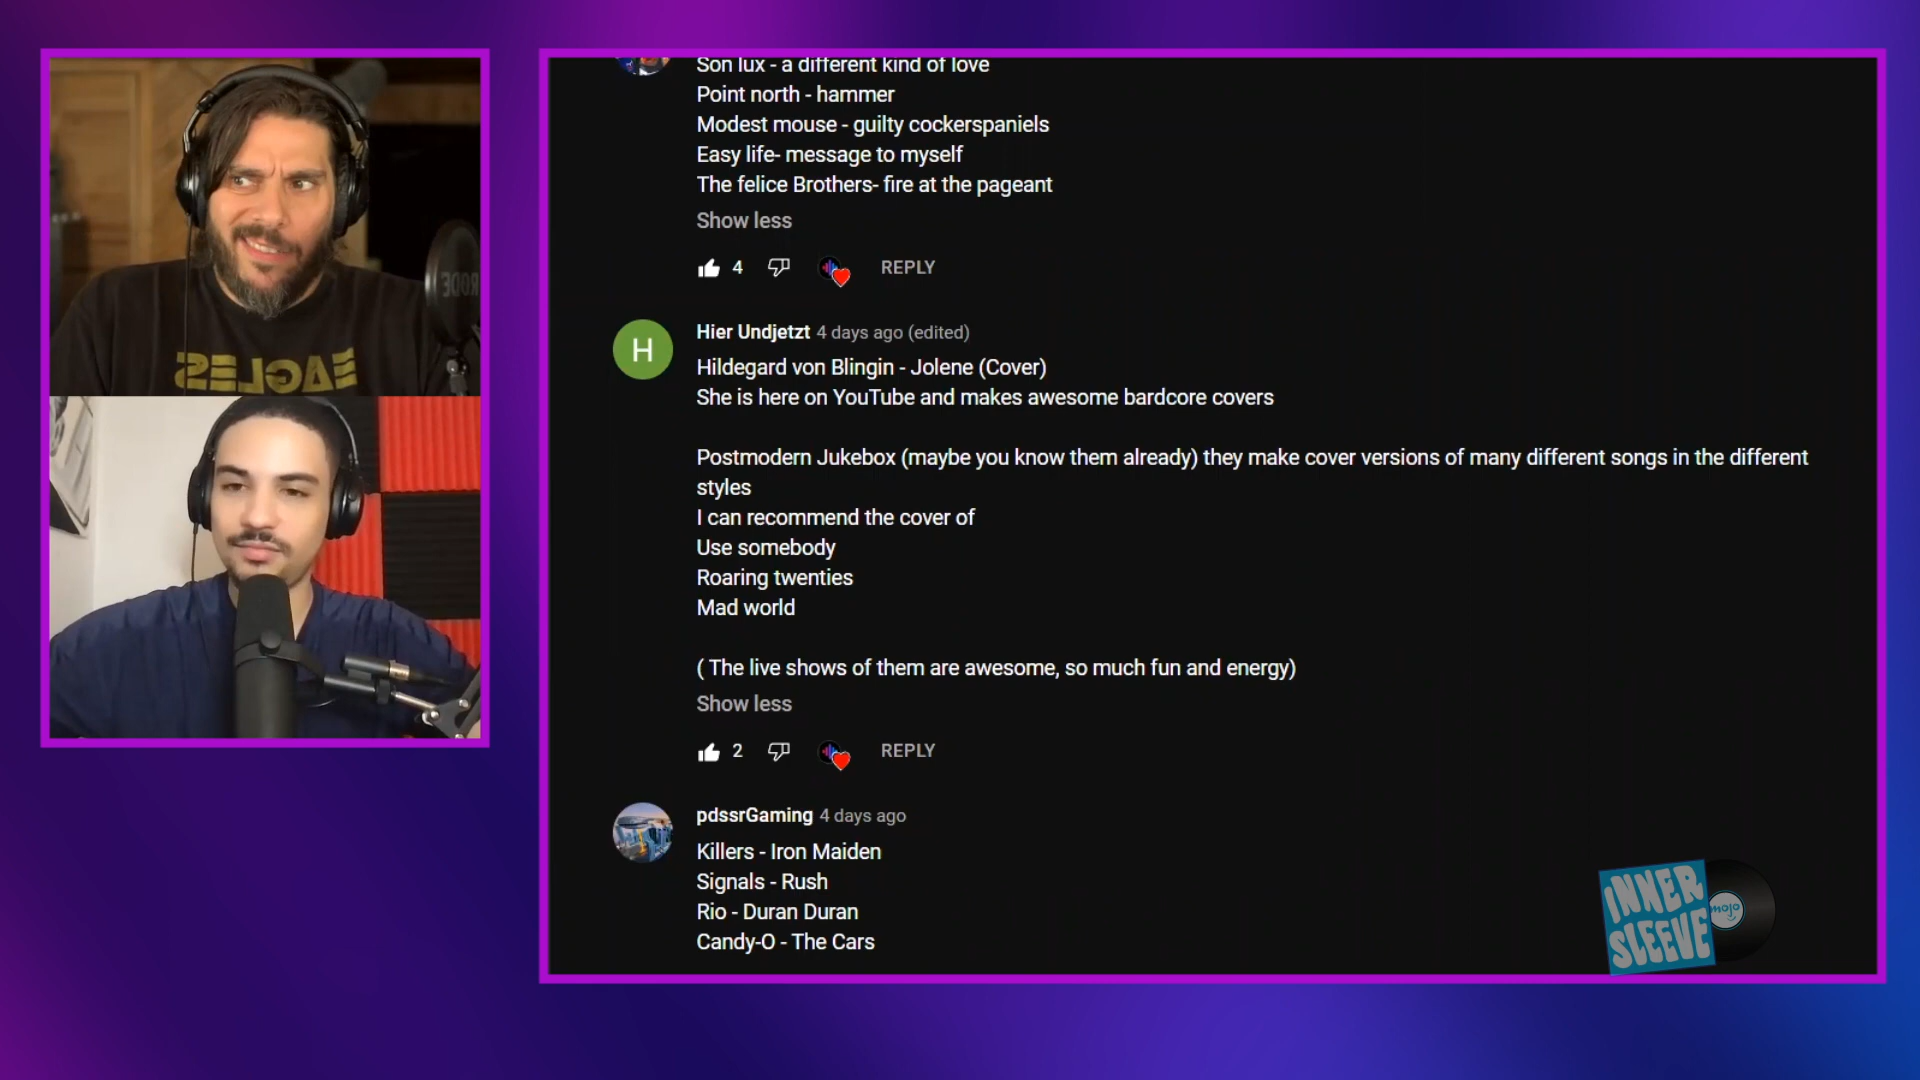 Son lux - a different kind of love
Point north - hammer
Modest mouse - guilty cockerspaniels
Easy life- message to myself
The felice Brothers- fire at the pageant
Show less
4 REPLY
H
Hier Undjetzt 4 days ago (edited)
Hildegard von Blingin - Jolene (Cover)
She is here on YouTube and makes awesome bardcore covers
Postmodern Jukebox (maybe you know them already) they make cover versions of many different songs in the different
styles
I can recommend the cover of
Use somebody
Roaring twenties
Mad world
( The live shows of them are awesome, so much fun and energy)
Show less
2 REPLY
pdssrGaming 4 days ago
Killers - Iron Maiden
Signals - Rush
Rio - Duran Duran
Candy-O - The Cars
EAGLES
RODE
INNER
SLEEVE
mojo